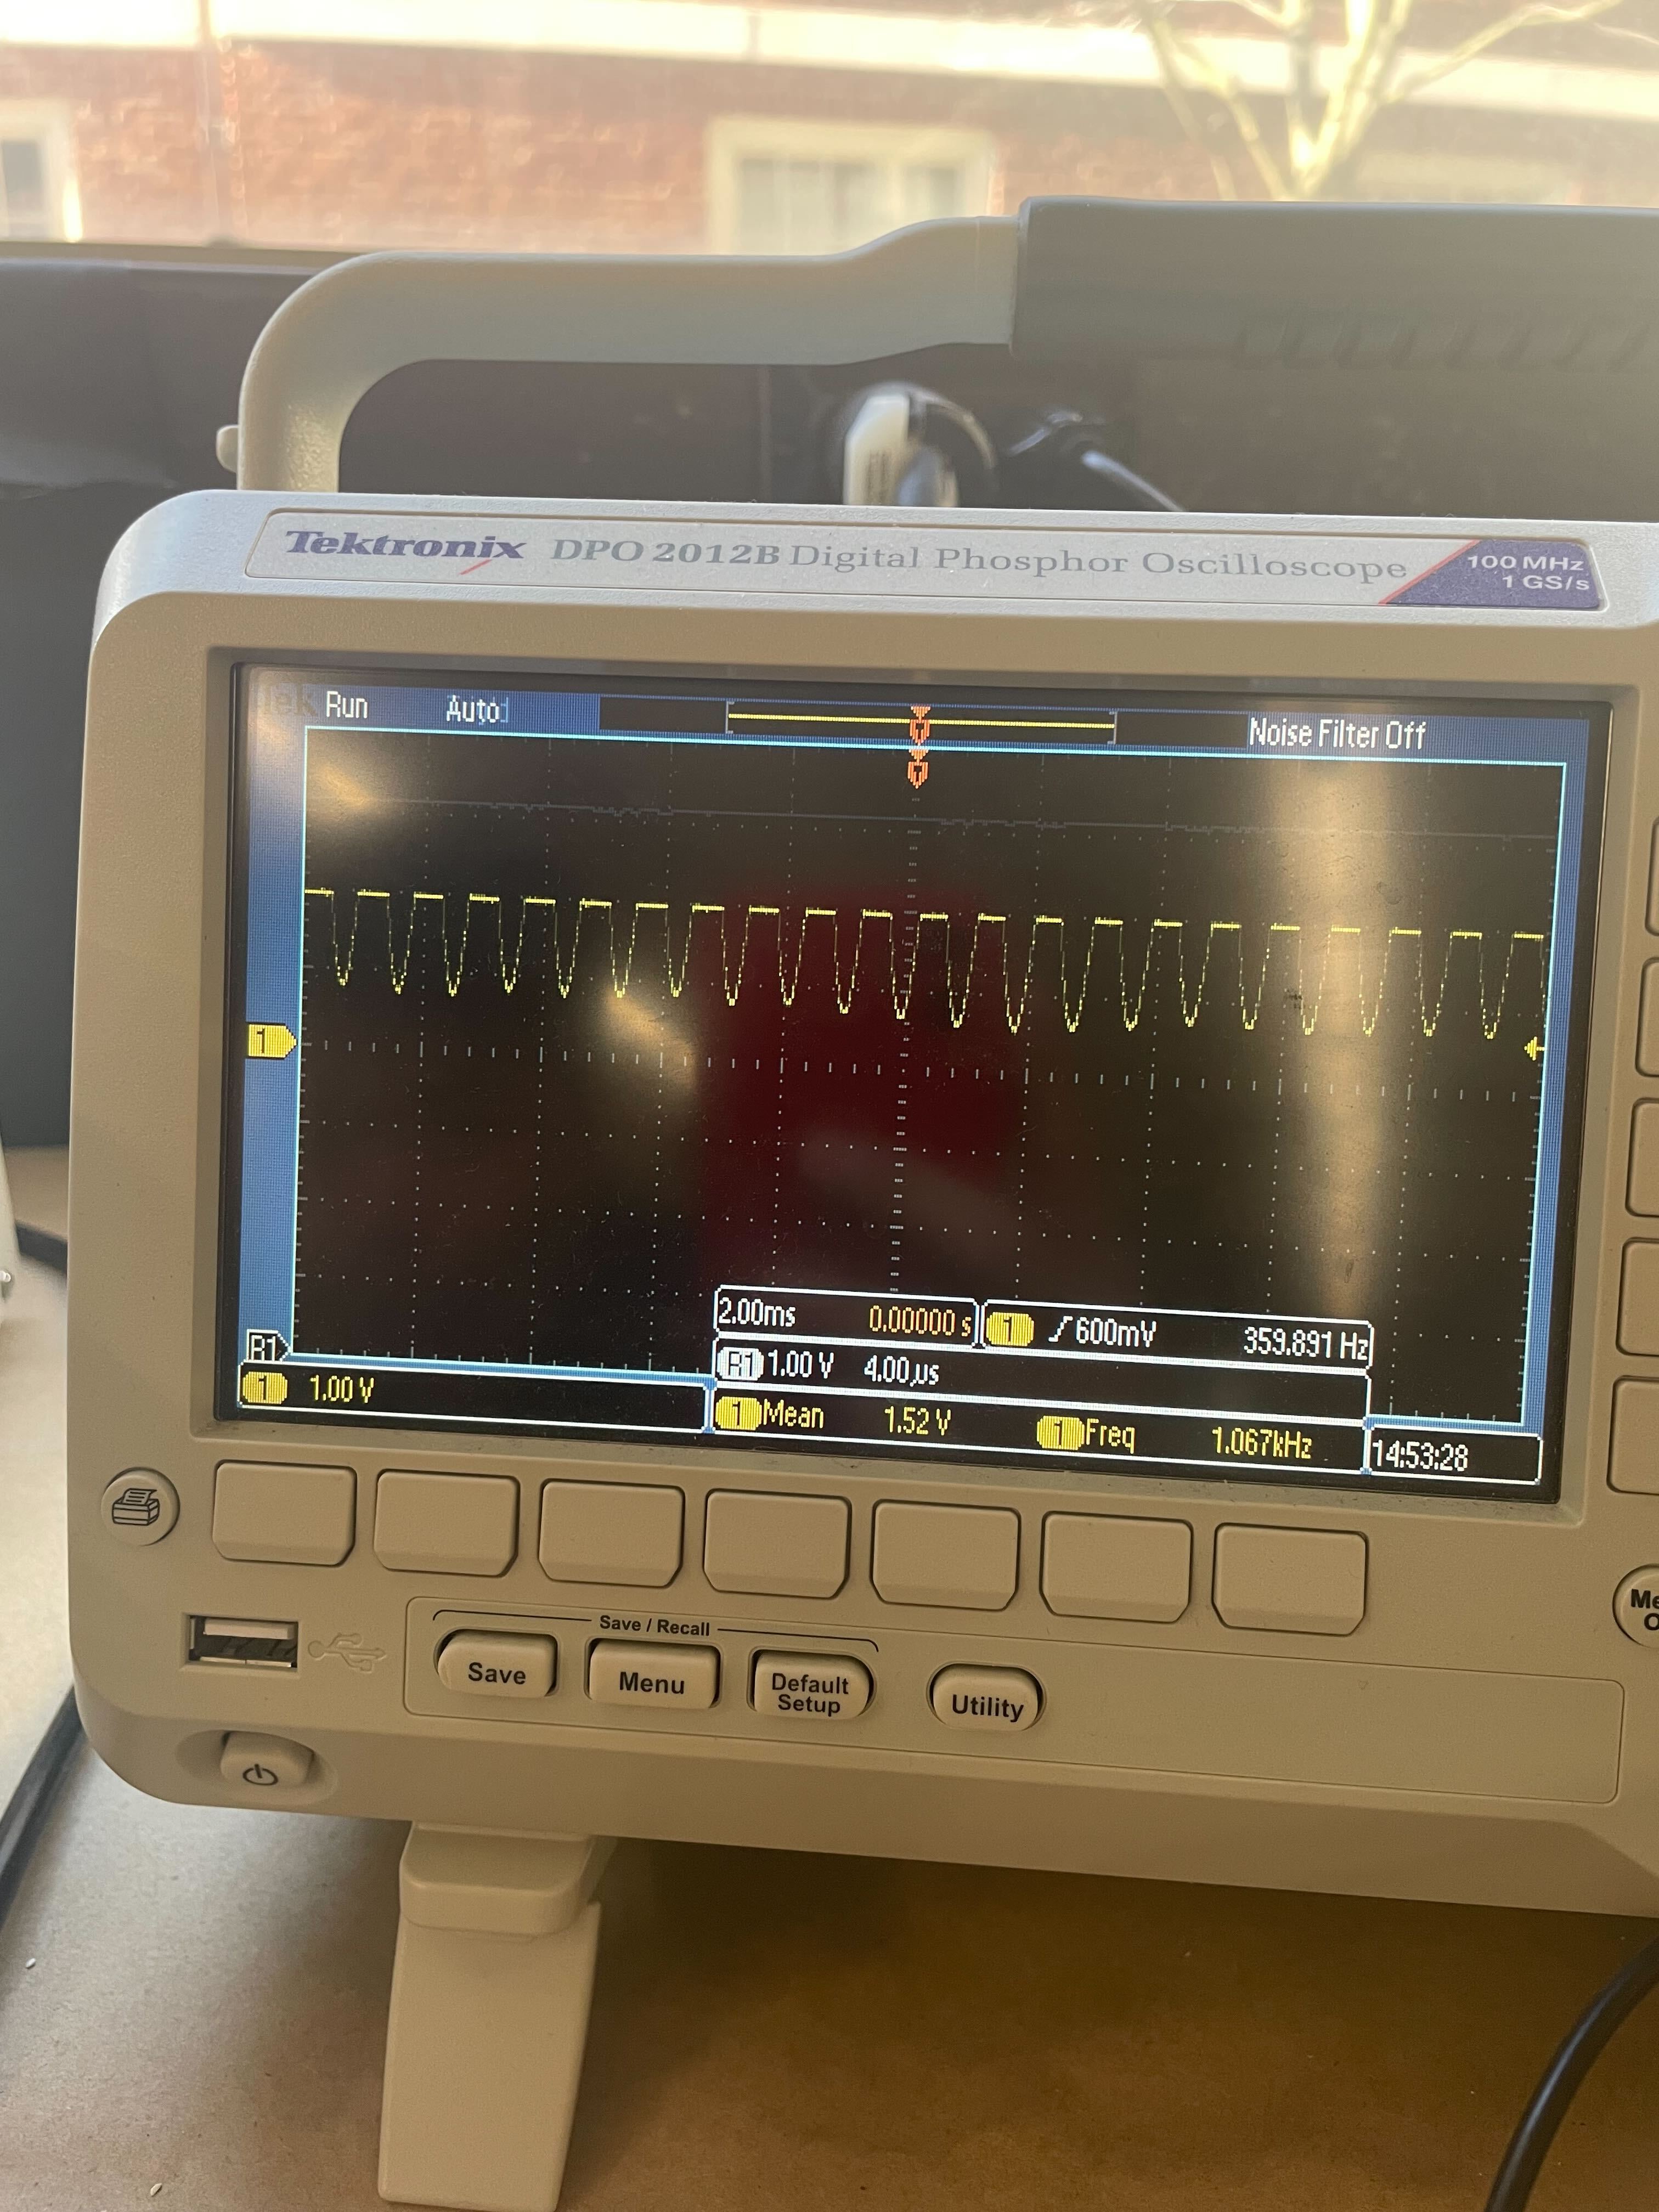 Tektronix DPO 2012B Digital Phosphor Oscilloscope 100 MHz
1 GS/s
Tek Run Auto Noise Filter Off
1
R1
1 1.00 V
2.00ms 0.00000 s 1 600mV 359.891 Hz
R1 1.00 V 4.00µs
1 Mean 1.52 V 1 Freq 1.067kHz
14:53:28
Save / Recall
Save Menu Default Setup Utility